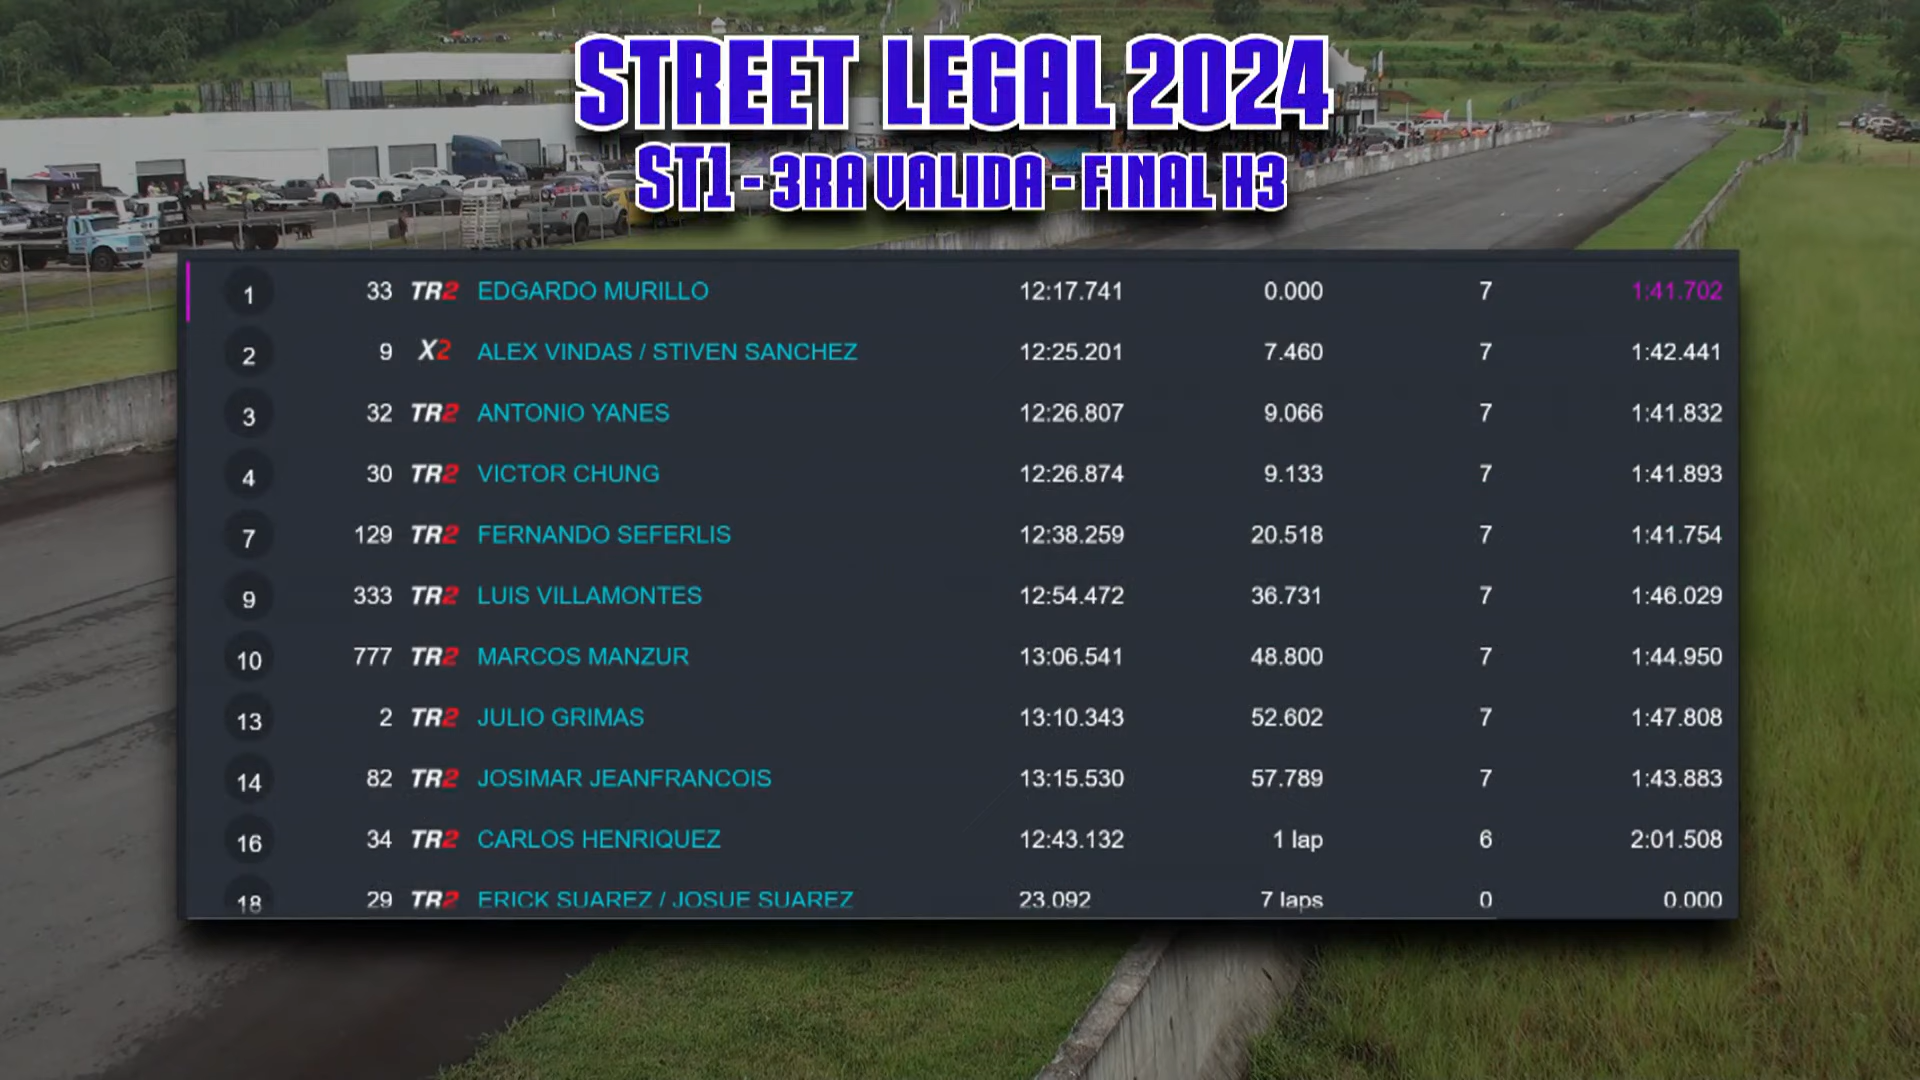 STREET LEGAL 2024
ST1 - 3RA VALIDA - FINAL H3
1 33 TR2 EDGARDO MURILLO 12:17.741 0.000 7 1:41.702
2 9 X2 ALEX VINDAS / STIVEN SANCHEZ 12:25.201 7.460 7 1:42.441
3 32 TR2 ANTONIO YANES 12:26.807 9.066 7 1:41.832
4 30 TR2 VICTOR CHUNG 12:26.874 9.133 7 1:41.893
7 129 TR2 FERNANDO SEFERLIS 12:38.259 20.518 7 1:41.754
9 333 TR2 LUIS VILLAMONTES 12:54.472 36.731 7 1:46.029
10 777 TR2 MARCOS MANZUR 13:06.541 48.800 7 1:44.950
13 2 TR2 JULIO GRIMAS 13:10.343 52.602 7 1:47.808
14 82 TR2 JOSIMAR JEANFRANCOIS 13:15.530 57.789 7 1:43.883
16 34 TR2 CARLOS HENRIQUEZ 12:43.132 1 lap 6 2:01.508
18 29 TR2 ERICK SUAREZ / JOSUE SUAREZ 23.092 7 laps 0 0.000